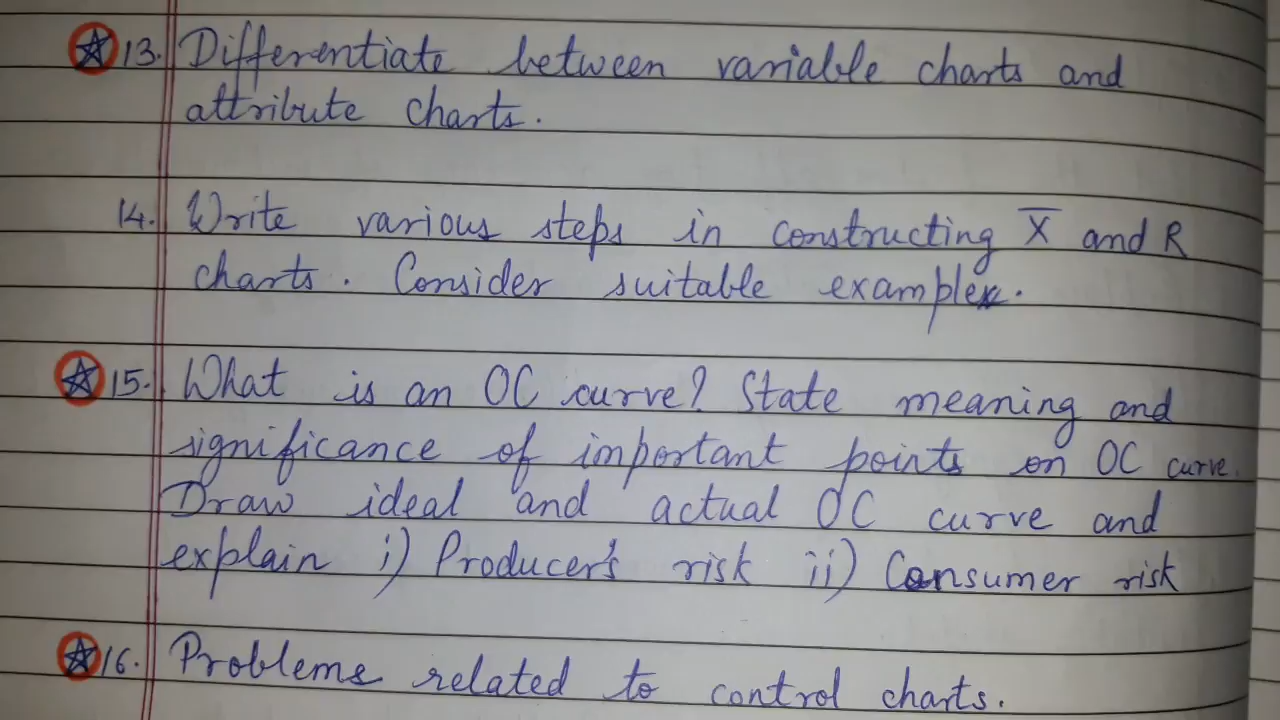 13. Differentiate between variable charts and
attribute charts.
14. Write various steps in constructing X̅ and R
charts. Consider suitable example.
15. What is an OC curve? State meaning and
significance of important points on OC curve.
Draw ideal and actual OC curve and
explain i) Producer's risk ii) Consumer risk
16. Problems related to control charts.